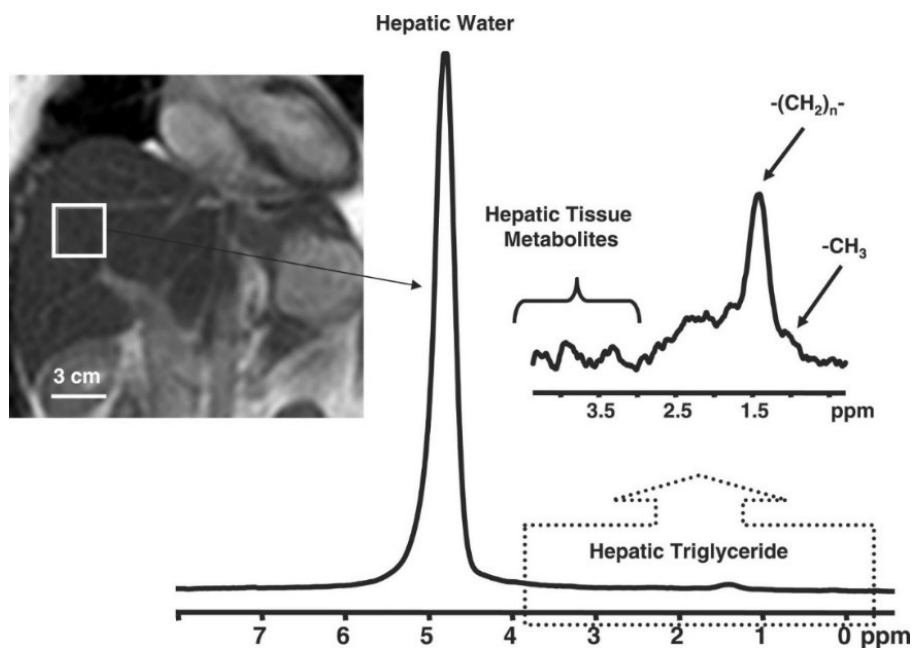 Hepatic Water
-(CH₂)ₙ-
Hepatic Tissue
Metabolites
-CH₃
3 cm
3.5 2.5 1.5 ppm
Hepatic Triglyceride
7 6 5 4 3 2 1 0 ppm